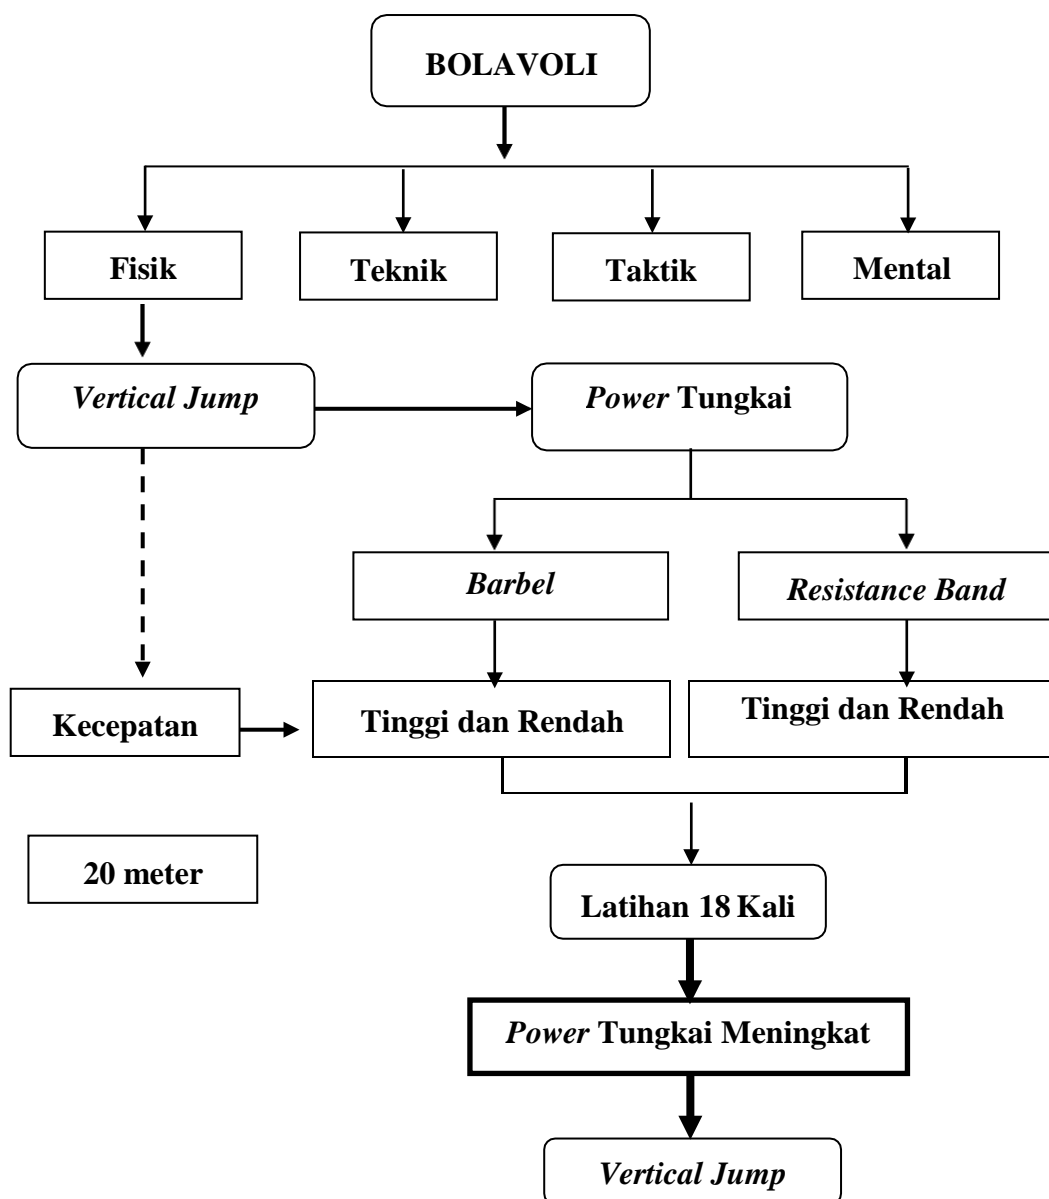 BOLAVOLI
Fisik
Teknik
Taktik
Mental
Vertical Jump
Power Tungkai
Barbel
Resistance Band
Kecepatan
Tinggi dan Rendah
Tinggi dan Rendah
20 meter
Latihan 18 Kali
Power Tungkai Meningkat
Vertical Jump